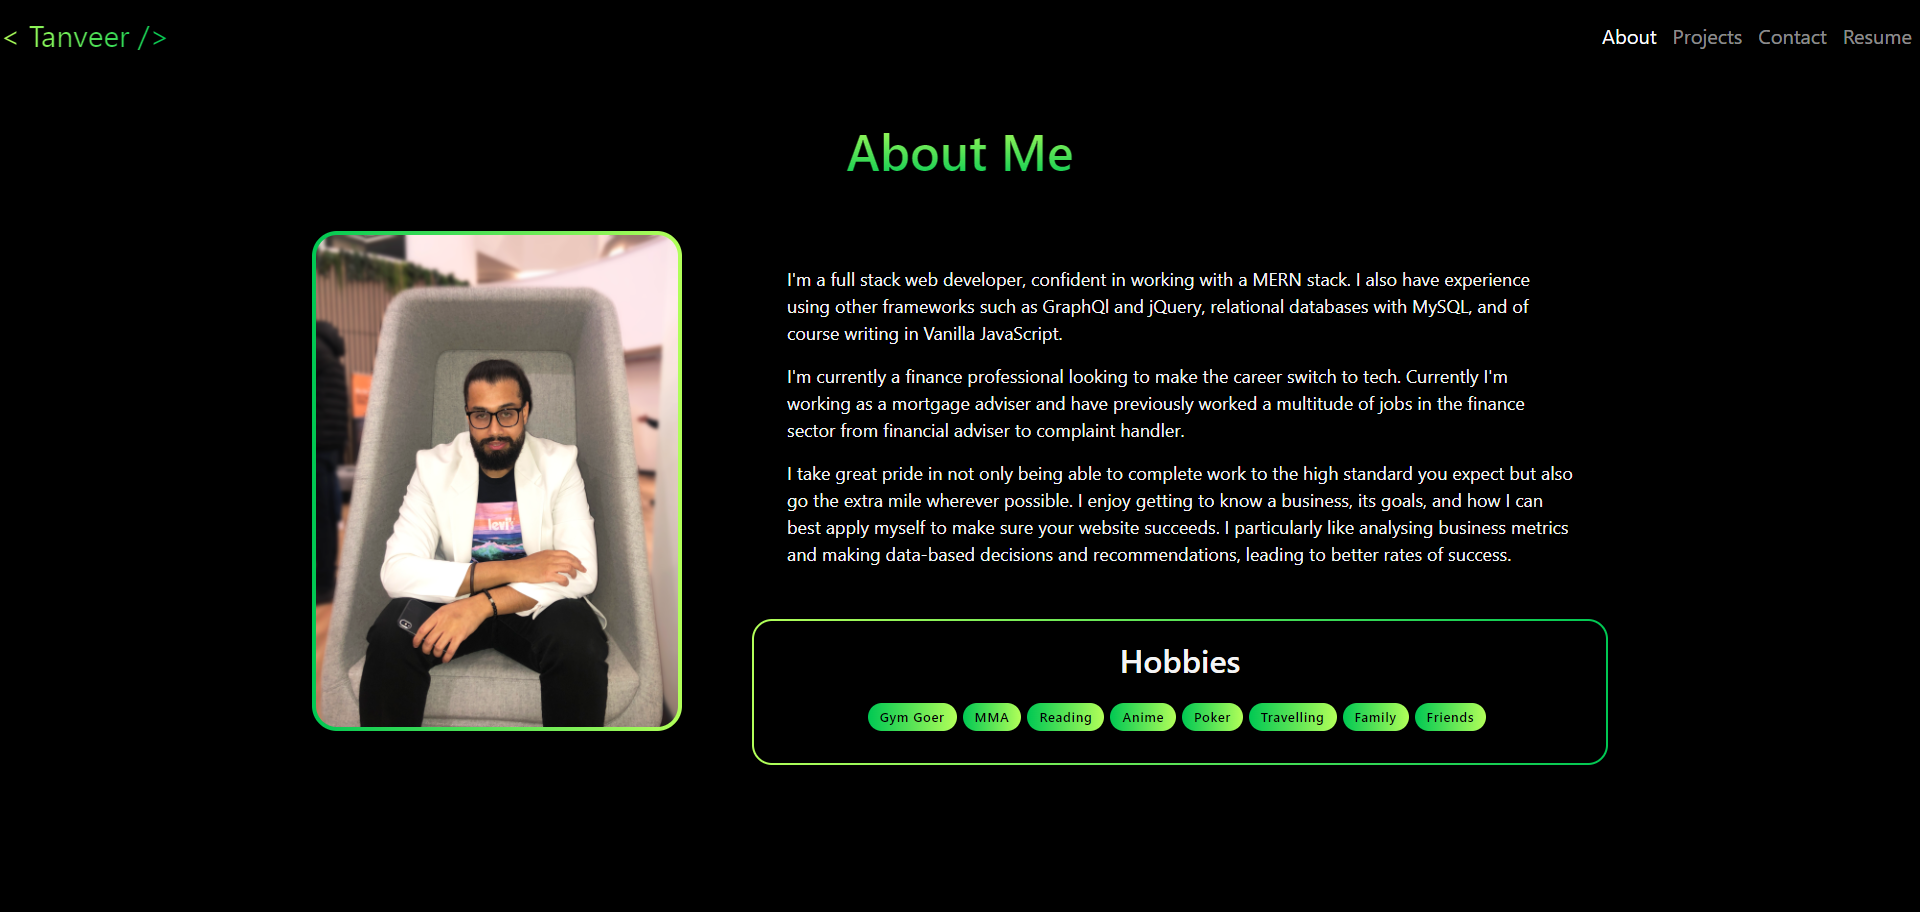 < Tanveer />
About Projects Contact Resume
About Me
I'm a full stack web developer, confident in working with a MERN stack. I also have experience
using other frameworks such as GraphQl and jQuery, relational databases with MySQL, and of
course writing in Vanilla JavaScript.
I'm currently a finance professional looking to make the career switch to tech. Currently I'm
working as a mortgage adviser and have previously worked a multitude of jobs in the finance
sector from financial adviser to complaint handler.
I take great pride in not only being able to complete work to the high standard you expect but also
go the extra mile wherever possible. I enjoy getting to know a business, its goals, and how I can
best apply myself to make sure your website succeeds. I particularly like analysing business metrics
and making data-based decisions and recommendations, leading to better rates of success.
levi's
Hobbies
Gym Goer MMA Reading Anime Poker Travelling Family Friends